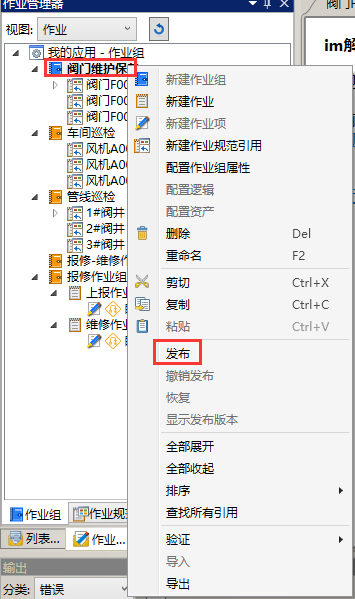 作业管理器
视图: 作业
im解
我的应用 - 作业组
阀门维护保
阀门F00
阀门F00
阀门F00
车间巡检
风机A00
风机A00
风机A00
管线巡检
1#阀井
2#阀井
3#阀井
报修-维修作
报修作业组
上报作业
维修作
新建作业组
新建作业
新建作业项
新建作业规范引用
配置作业组属性
配置逻辑
配置资产
删除 Del
重命名 F2
剪切 Ctrl+X
复制 Ctrl+C
粘贴 Ctrl+V
发布
撤销发布
恢复
显示发布版本
全部展开
全部收起
排序
查找所有引用
验证
导入
导出
作业组 作业规
列表... 作业...
输出
分类: 错误